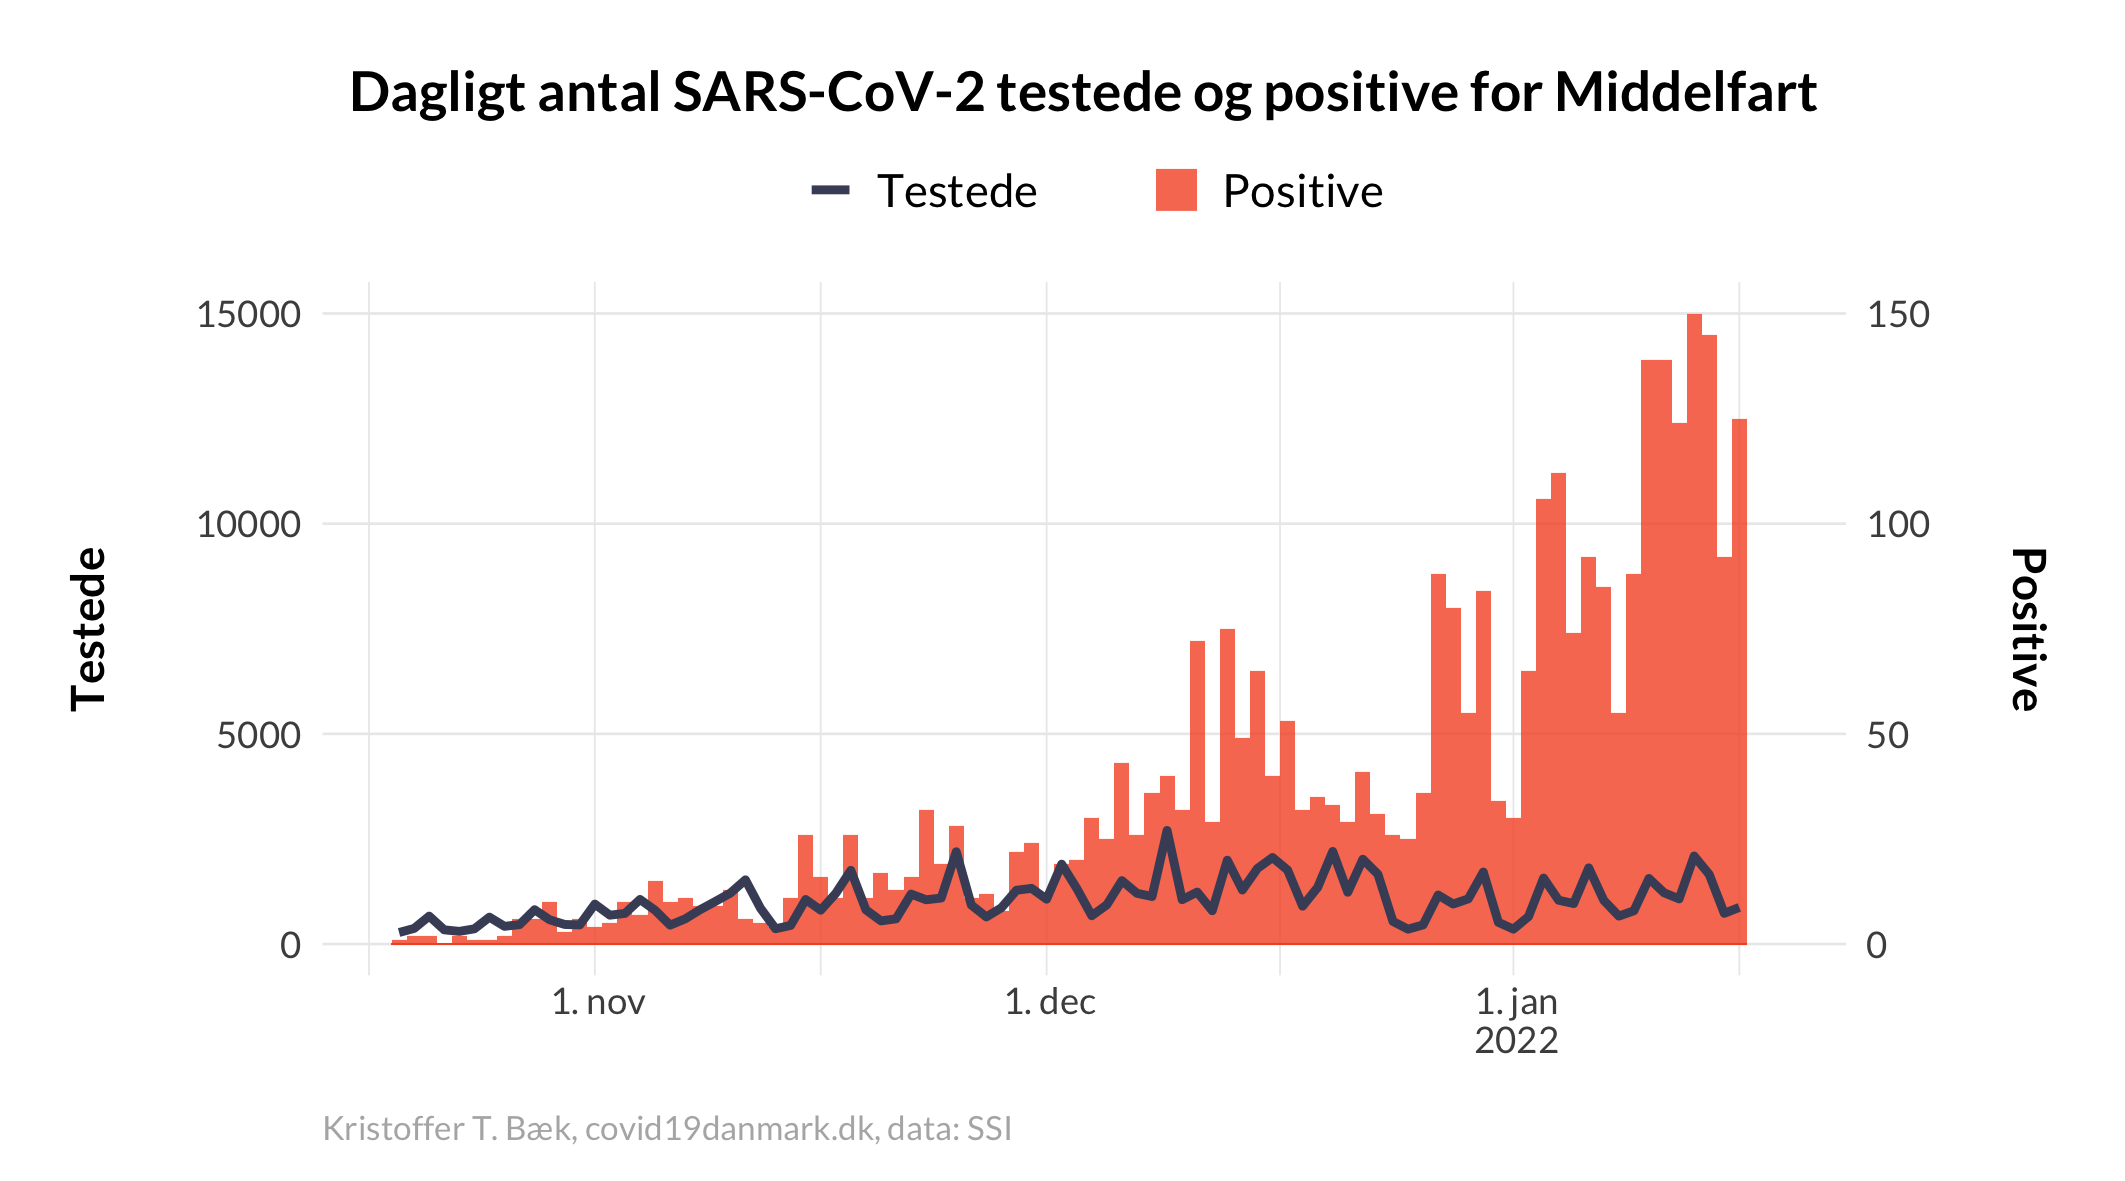 Dagligt antal SARS-CoV-2 testede og positive for Middelfart
Testede
Positive
15000
10000
5000
0
150
100
50
0
Testede
Positive
1. nov
1. dec
1. jan
2022
Kristoffer T. Bæk, covid19danmark.dk, data: SSI